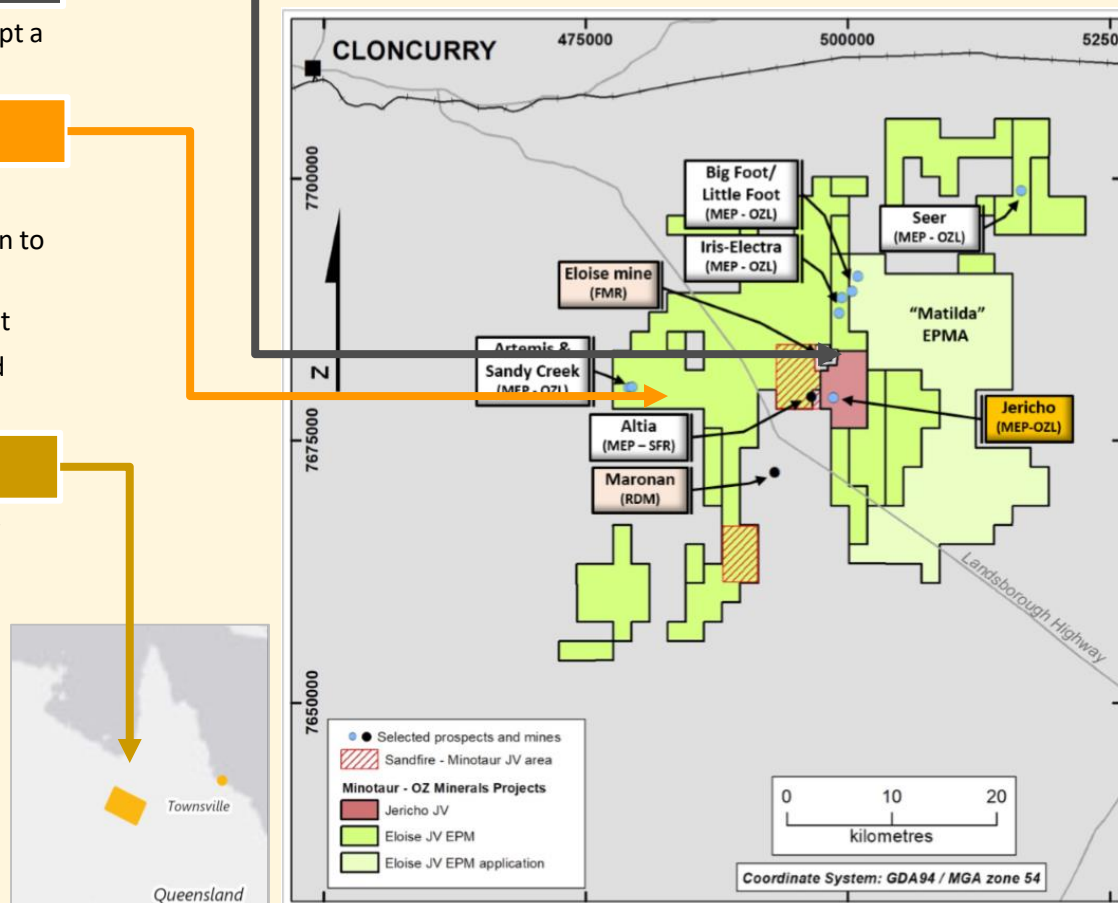 pt a
n to
t
d
CLONCURRY
475000
500000
5250
7700000
7675000
7650000
Big Foot/
Little Foot
(MEP - OZL)
Seer
(MEP - OZL)
Iris-Electra
(MEP - OZL)
Eloise mine
(FMR)
"Matilda"
EPMA
Artemis &
Sandy Creek
(MEP - OZL)
N
Jericho
(MEP-OZL)
Altia
(MEP – SFR)
Maronan
(RDM)
Landsborough Highway
Selected prospects and mines
Sandfire - Minotaur JV area
Minotaur - OZ Minerals Projects
Jericho JV
Eloise JV EPM
Eloise JV EPM application
0 10 20
kilometres
Coordinate System: GDA94 / MGA zone 54
Townsville
Queensland